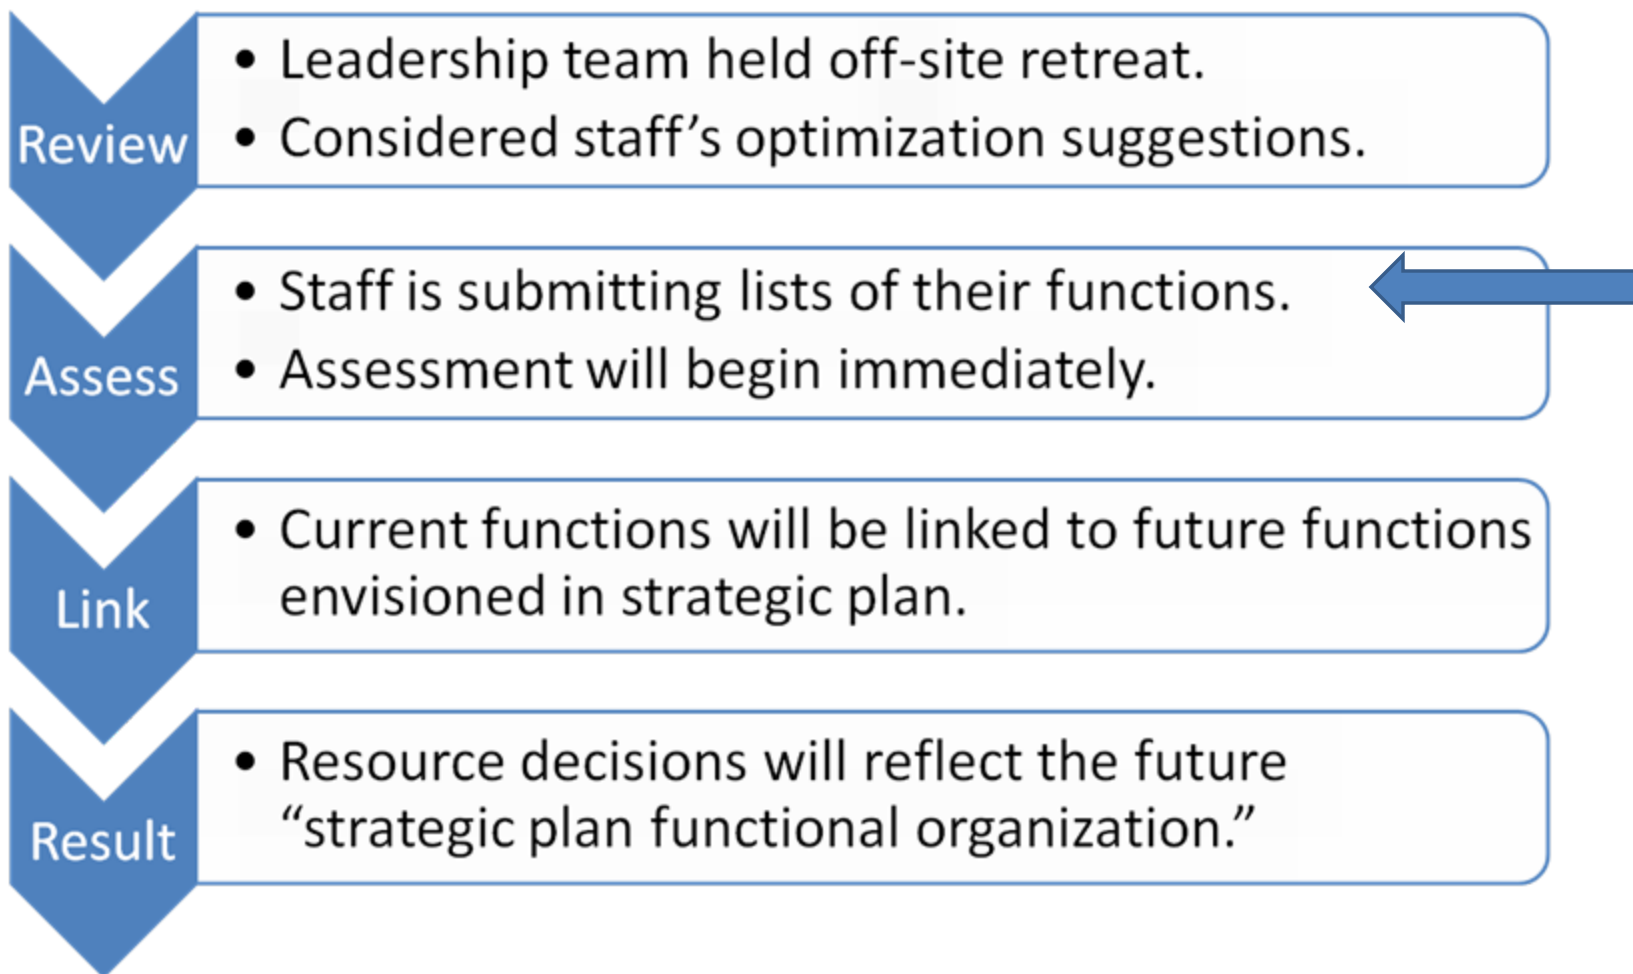 Review
• Leadership team held off-site retreat.
• Considered staff’s optimization suggestions.
Assess
• Staff is submitting lists of their functions.
• Assessment will begin immediately.
Link
• Current functions will be linked to future functions
envisioned in strategic plan.
Result
• Resource decisions will reflect the future
“strategic plan functional organization.”